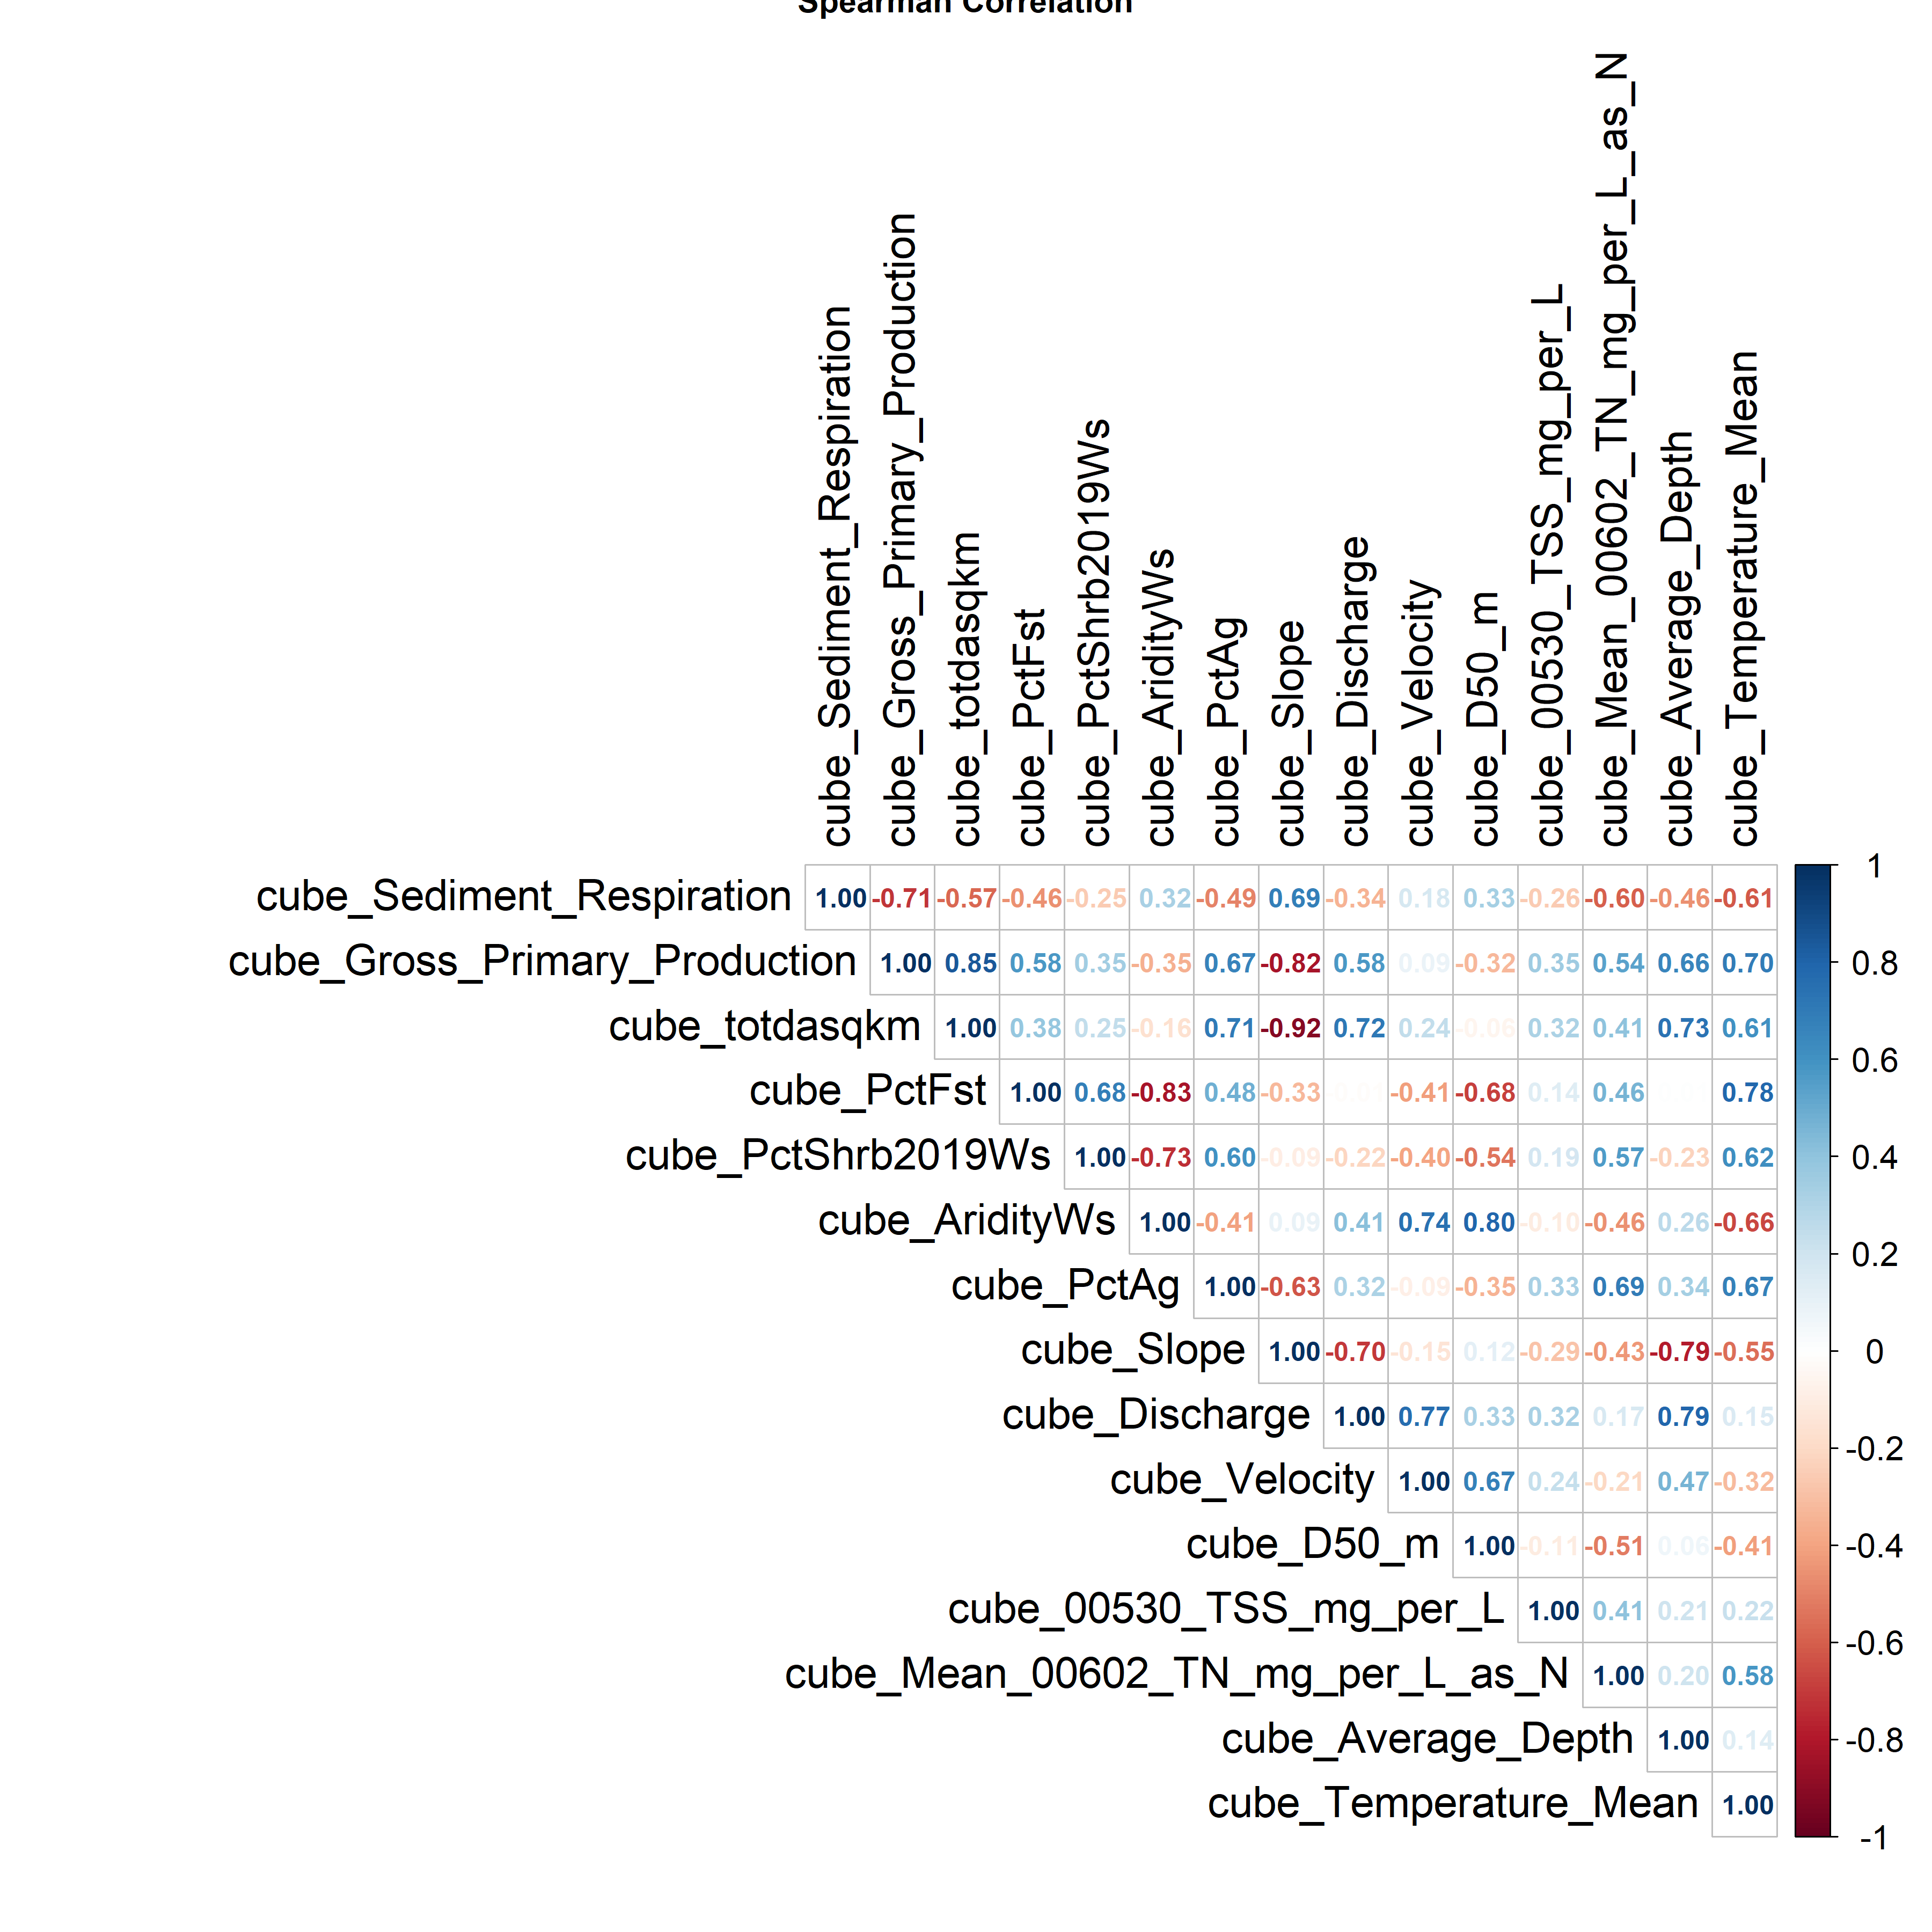 Spearman Correlation
cube_Sediment_Respiration
cube_Gross_Primary_Production
cube_totdasqkm
cube_PctFst
cube_PctShrb2019Ws
cube_AridityWs
cube_PctAg
cube_Slope
cube_Discharge
cube_Velocity
cube_D50_m
cube_00530_TSS_mg_per_L
cube_Mean_00602_TN_mg_per_L_as_N
cube_Average_Depth
cube_Temperature_Mean
cube_Sediment_Respiration 1.00 -0.71 -0.57 -0.46 -0.25 0.32 -0.49 0.69 -0.34 0.18 0.33 -0.26 -0.60 -0.46 -0.61
cube_Gross_Primary_Production 1.00 0.85 0.58 0.35 -0.35 0.67 -0.82 0.58 0.09 -0.32 0.35 0.54 0.66 0.70
cube_totdasqkm 1.00 0.38 0.25 -0.16 0.71 -0.92 0.72 0.24 -0.06 0.32 0.41 0.73 0.61
cube_PctFst 1.00 0.68 -0.83 0.48 -0.33 -0.41 -0.68 0.14 0.46 0.78
cube_PctShrb2019Ws 1.00 -0.73 0.60 -0.09 -0.22 -0.40 -0.54 0.19 0.57 -0.23 0.62
cube_AridityWs 1.00 -0.41 0.09 0.41 0.74 0.80 -0.10 -0.46 0.26 -0.66
cube_PctAg 1.00 -0.63 0.32 -0.09 -0.35 0.33 0.69 0.34 0.67
cube_Slope 1.00 -0.70 -0.15 0.12 -0.29 -0.43 -0.79 -0.55
cube_Discharge 1.00 0.77 0.33 0.32 0.17 0.79 0.15
cube_Velocity 1.00 0.67 0.24 -0.21 0.47 -0.32
cube_D50_m 1.00 -0.11 -0.51 0.06 -0.41
cube_00530_TSS_mg_per_L 1.00 0.41 0.21 0.22
cube_Mean_00602_TN_mg_per_L_as_N 1.00 0.20 0.58
cube_Average_Depth 1.00 0.14
cube_Temperature_Mean 1.00
1
0.8
0.6
0.4
0.2
0
-0.2
-0.4
-0.6
-0.8
-1